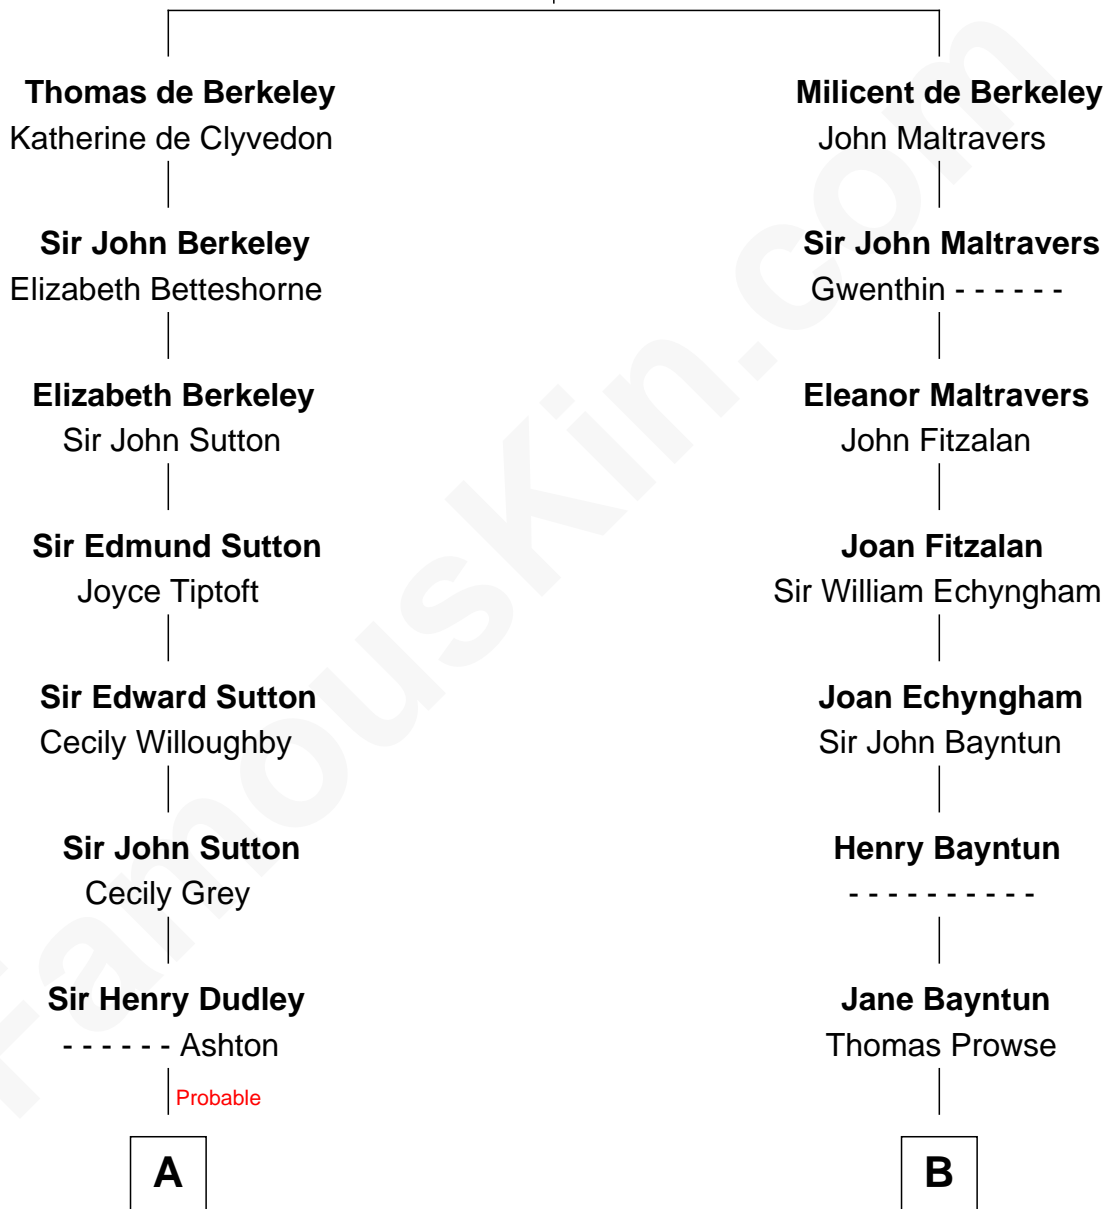 Thomas de Berkeley
Katherine de Clyvedon
Sir John Berkeley
Elizabeth Betteshorne
Elizabeth Berkeley
Sir John Sutton
Sir Edmund Sutton
Joyce Tiptoft
Sir Edward Sutton
Cecily Willoughby
Sir John Sutton
Cecily Grey
Sir Henry Dudley
- - - - - - Ashton
Probable
A
Milicent de Berkeley
John Maltravers
Sir John Maltravers
Gwenthin - - - - - -
Eleanor Maltravers
John Fitzalan
Joan Fitzalan
Sir William Echyngham
Joan Echyngham
Sir John Bayntun
Henry Bayntun
- - - - - - - - - -
Jane Bayntun
Thomas Prowse
B
FamousKin.com